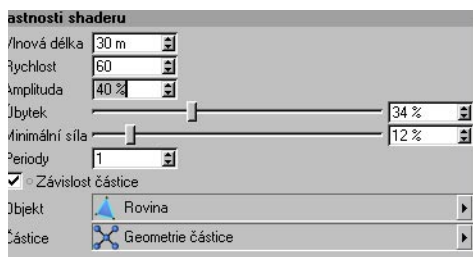 lastnosti shaderu
Vlnová délka 30 m
Rychlost 60
Amplituda 40 %
Úbytek 34 %
Minimální síla 12 %
Periody 1
Závislost částice
Objekt Rovina
Částice Geometrie částice